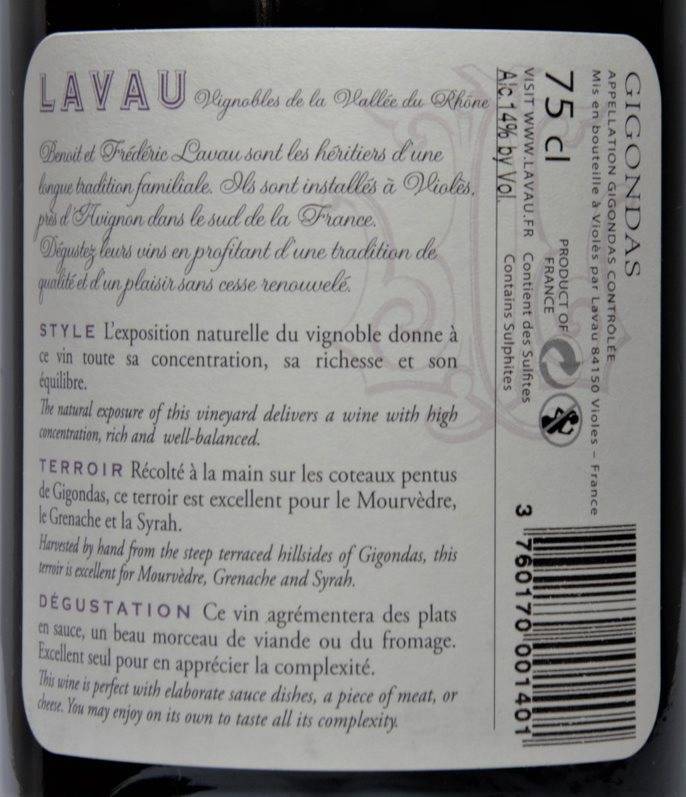 LAVAU Vignobles de la Vallée du Rhône
Benoit et Frédéric Lavau sont les héritiers d'une
longue tradition familiale. Ils sont installés à Violès,
près d'Avignon dans le sud de la France.
Dégustez leurs vins en profitant d'une tradition de
qualité et d'un plaisir sans cesse renouvelé.
STYLE L'exposition naturelle du vignoble donne à
ce vin toute sa concentration, sa richesse et son
équilibre.
The natural exposure of this vineyard delivers a wine with high
concentration, rich and well-balanced.
TERROIR Récolté à la main sur les coteaux pentus
de Gigondas, ce terroir est excellent pour le Mourvèdre,
le Grenache et la Syrah.
Harvested by hand from the steep terraced hillsides of Gigondas, this
terroir is excellent for Mourvèdre, Grenache and Syrah.
DÉGUSTATION Ce vin agrémentera des plats
en sauce, un beau morceau de viande ou du fromage.
Excellent seul pour en apprécier la complexité.
This wine is perfect with elaborate sauce dishes, a piece of meat, or
cheese. You may enjoy on its own to taste all its complexity.
GIGONDAS
APPELLATION GIGONDAS CONTRÔLÉE
Mis en bouteille à Violès par Lavau 84150 Violes – France
75 cl
PRODUCT OF
FRANCE
VISIT WWW.LAVAU.FR Contient des Sulfites
Alc.14% by Vol. Contains Sulphites
3 760170 001401